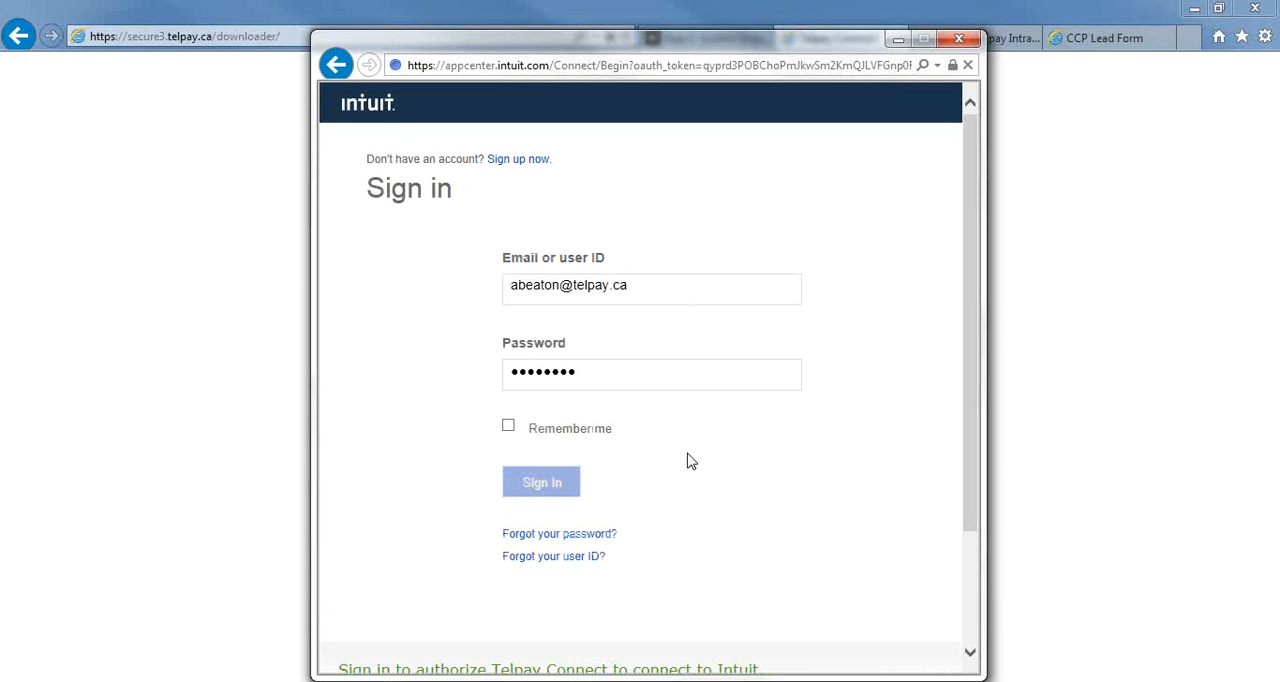 https://secure3.telpay.ca/downloader/
pay Intra...
CCP Lead Form
https://appcenter.intuit.com/Connect/Begin?oauth_token=qyprd3POBChoPmJkwSm2KmQJLVFGnp0F
intuit.
Don't have an account? Sign up now.
Sign in
Email or user ID
abeaton@telpay.ca
Password
••••••••
Remember me
Sign In
Forgot your password?
Forgot your user ID?
Sign in to authorize Telpay Connect to connect to Intuit.